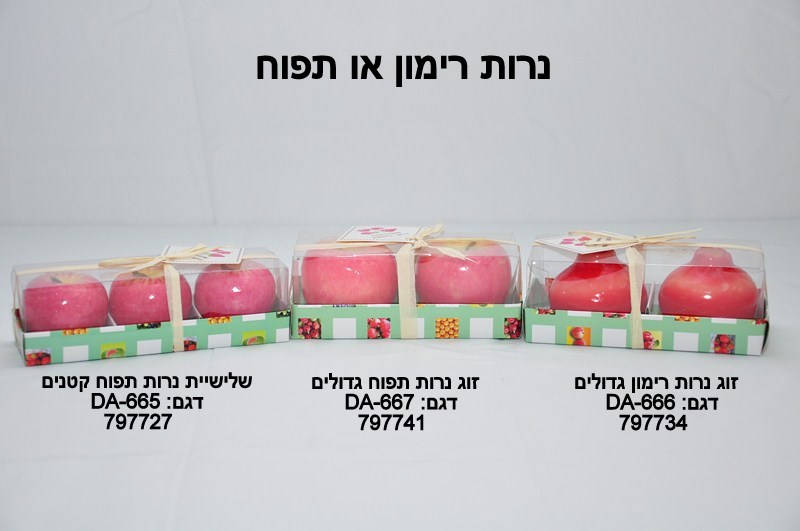 נרות רימון או תפוח
זוג נרות רימון גדולים
דגם: DA-666
797734
זוג נרות תפוח גדולים
דגם: DA-667
797741
שלישיית נרות תפוח קטנים
דגם: DA-665
797727